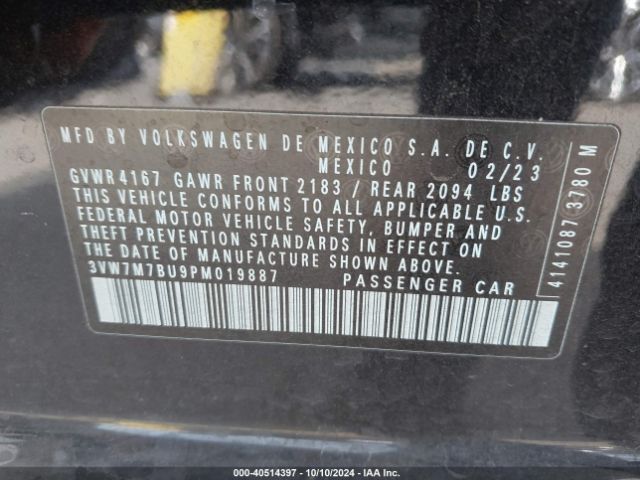 MFD BY VOLKSWAGEN DE MEXICO S.A. DE C.V.
MEXICO 02/23
GVWR 4167 GAWR FRONT 2183 / REAR 2094 LBS
THIS VEHICLE CONFORMS TO ALL APPLICABLE U.S.
FEDERAL MOTOR VEHICLE SAFETY, BUMPER AND
THEFT PREVENTION STANDARDS IN EFFECT ON
THE DATE OF MANUFACTURE SHOWN ABOVE.
3VW7M7BU9PM019887 PASSENGER CAR
4141087 3780 M
000-40514397 - 10/10/2024 - IAA Inc.